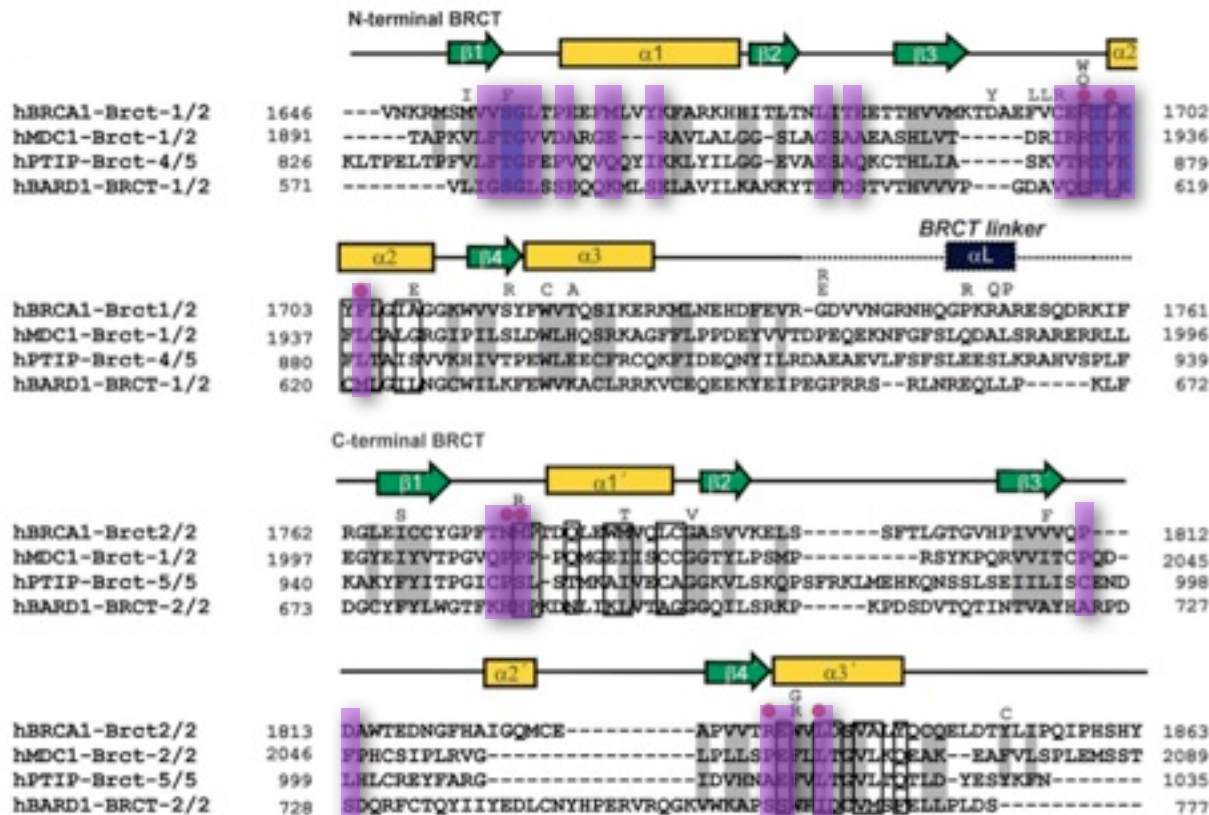 N-terminal BRCT
β1 α1 β2 β3 α2
W
I F Y LLR Q
hBRCA1-Brct-1/2 1646 ---VNKRMSMVVSGLTPEEFMLVYKFARKHHITLTNLITEETTHVVMKTDAEFVCERTLK 1702
hMDC1-Brct-1/2 1891 -----TAPKVLFTGVVDARGE--RAVLALGG-SLAGSAAEASHLVT-----DRIRRTVK 1936
hPTIP-Brct-4/5 826 KLTPELTPFVLFTGFEPVQVQQYIKKLYILGG-EVAESAQKCTHLIA----SKVTRTVK 879
hBARD1-BRCT-1/2 571 -------VLIGSGLSSEQQKMLSELAVILKAKKYTEFDSTVTHVVVP---GDAVQSTLK 619
BRCT linker
α2 β4 α3 αL
R
E R C A E R QP
hBRCA1-Brct1/2 1703 YFLGIAGGKWVVSYFWVTQSIKERKMLNEHDFEVR-GDVVNGRNHQGPKRARESQDRKIF 1761
hMDC1-Brct-1/2 1937 FLCALGRGIPILSLDWLHQSRKAGFFLPPDEYVVTDPEQEKNFGFSLQDALSRARERRLL 1996
hPTIP-Brct-4/5 880 FLTAISVVKHIVTPEWLEECFRCQKFIDEQNYILRDAEAEVLFSFSLEESLKRAHVSPLF 939
hBARD1-BRCT-1/2 620 CMLGILNGCWILKFEWVKACLRRKVCEQEEKYEIPEGPRRS--RLNREQLLP-----KLF 672
C-terminal BRCT
β1 α1´ β2 β3
S R T V F
hBRCA1-Brct2/2 1762 RGLEICCYGPFTNMPTDQLEWMVQLCGASVVKELS------SFTLGTGVHPIVVVQP--- 1812
hMDC1-Brct-1/2 1997 EGYEIYVTPGVQPPPPQMGEIISCCGGTYLPSMP-------RSYKPQRVVITCPQD- 2045
hPTIP-Brct-5/5 940 KAKYFYITPGICPSL-STMKAIVECAGGKVLSKQPSFRKLMEHKQNSSLSEIILISCEND 998
hBARD1-BRCT-2/2 673 DGCYFYLWGTFKHHPKDNLIKLVTAGGGQILSRKP------KPDSDVTQTINTVAYHARPD 727
α2´ β4 α3´
G
R C
hBRCA1-Brct2/2 1813 DAWTEDNGFHAIGQMCE----------APVVTREWVLDSVALYQCQELDTYLIPQIPHSHY 1863
hMDC1-Brct-2/2 2046 FPHCSIPLRVG----------------LPLLSPEFLLTGVLKQEAK--EAFVLSPLEMSST 2089
hPTIP-Brct-5/5 999 LHLCREYFARG----------------IDVHNAEFVLTGVLTQTLD-YESYKFN------- 1035
hBARD1-BRCT-2/2 728 SDQRFCTQYIIYEDLCNYHPERVRQGKVWKAPSSWFIDCVMSFELLPLDS----------- 777